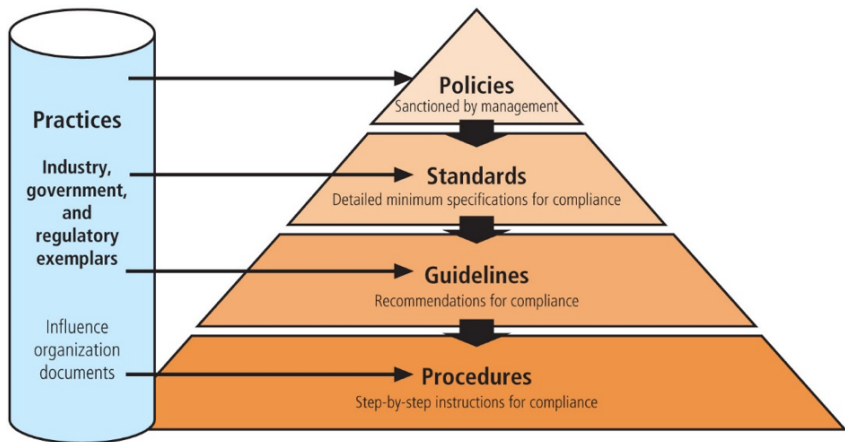 Practices
Industry,
government,
and
regulatory
exemplars
Influence
organization
documents
Policies
Sanctioned by management
Standards
Detailed minimum specifications for compliance
Guidelines
Recommendations for compliance
Procedures
Step-by-step instructions for compliance